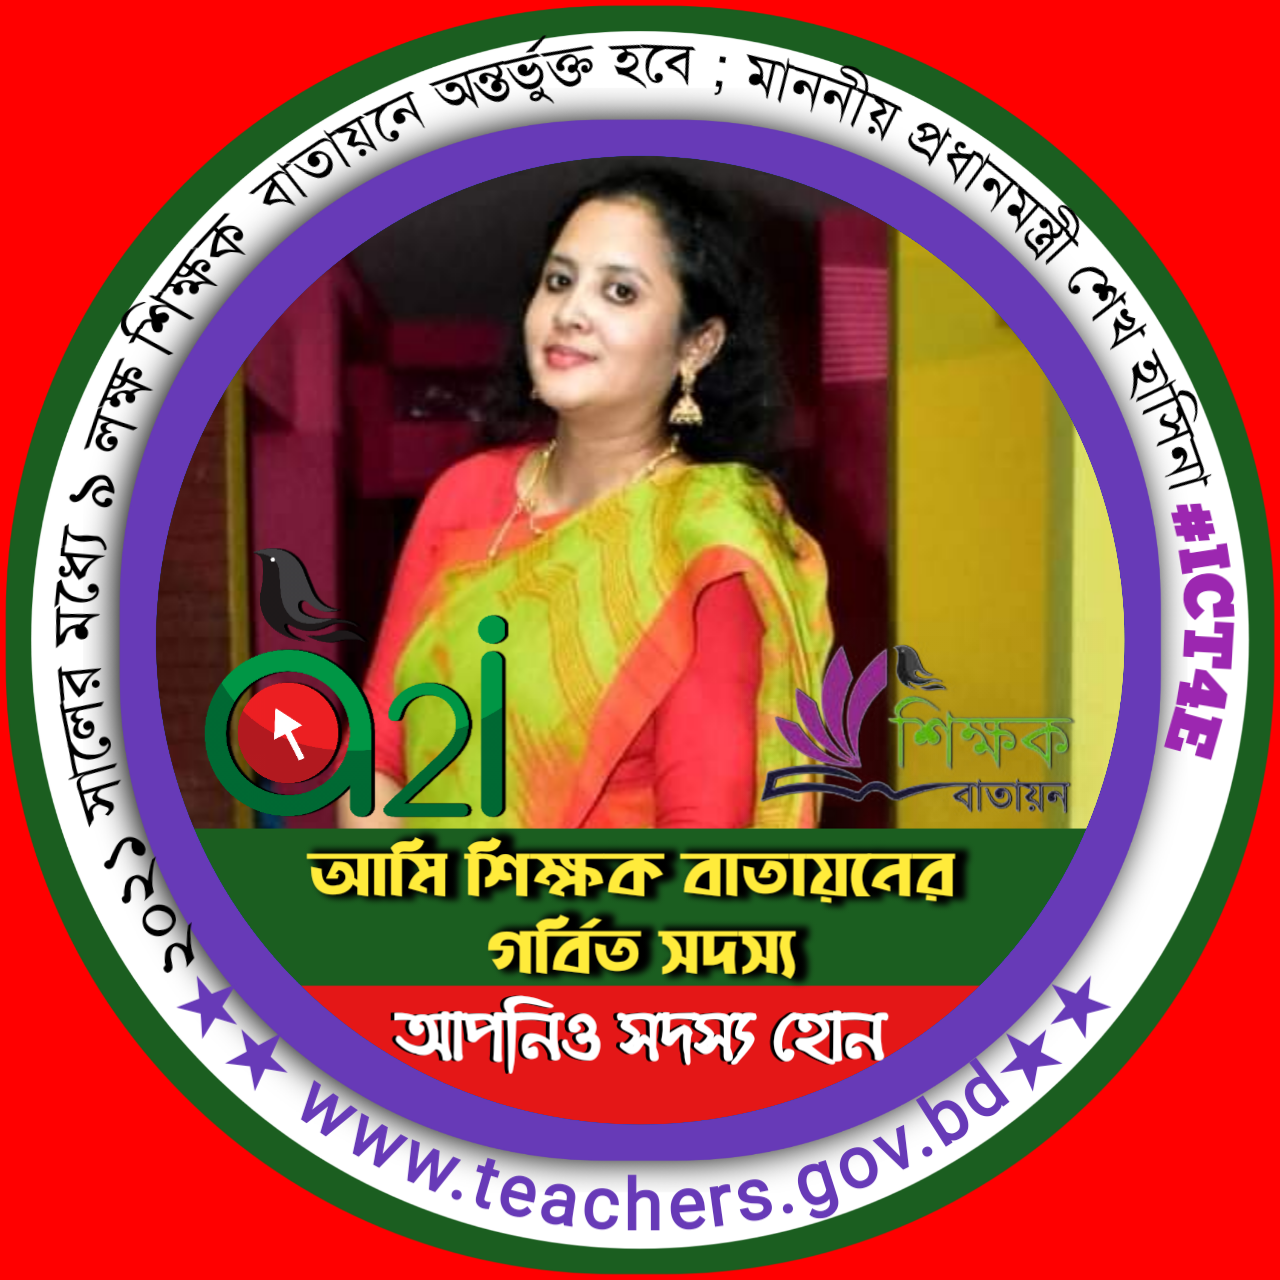 ২০২১ সালের মধ্যে ১ লক্ষ শিক্ষক বাতায়নে অন্তর্ভুক্ত হবে ; মাননীয় প্রধানমন্ত্রী শেখ হাসিনা #ICT4E
a2i
শিক্ষক
বাতায়ন
আমি শিক্ষক বাতায়নের
গর্বিত সদস্য
আপনিও সদস্য হোন
www.teachers.gov.bd